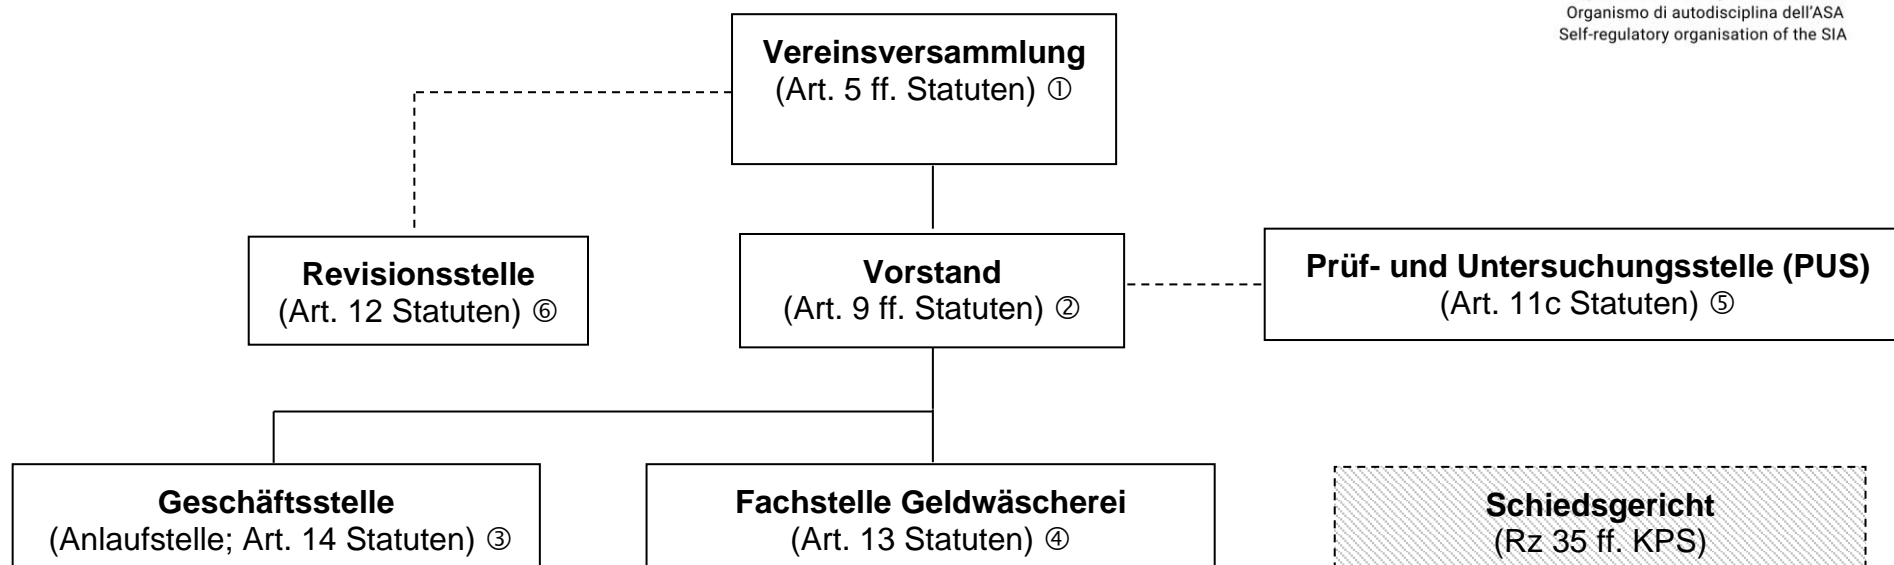 Organismo di autodisciplina dell'ASA
Self-regulatory organisation of the SIA
Vereinsversammlung
(Art. 5 ff. Statuten) ①
Revisionsstelle
(Art. 12 Statuten) ⑥
Vorstand
(Art. 9 ff. Statuten) ②
Prüf- und Untersuchungsstelle (PUS)
(Art. 11c Statuten) ⑤
Geschäftsstelle
(Anlaufstelle; Art. 14 Statuten) ③
Fachstelle Geldwäscherei
(Art. 13 Statuten) ④
Schiedsgericht
(Rz 35 ff. KPS)